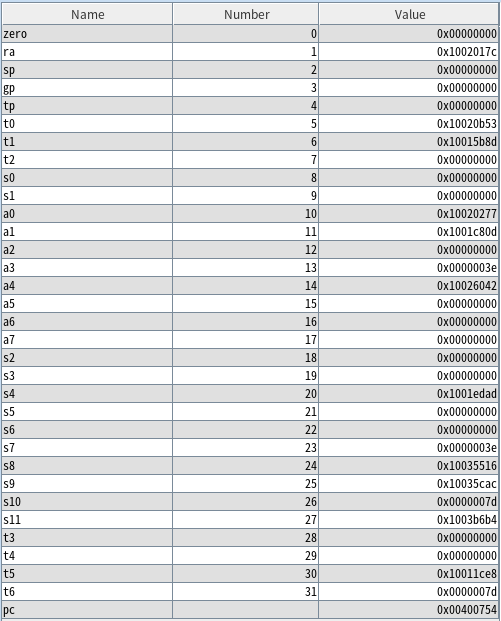 Name Number Value
zero 0 0x00000000
ra 1 0x1002017c
sp 2 0x00000000
gp 3 0x00000000
tp 4 0x00000000
t0 5 0x10020b53
t1 6 0x10015b8d
t2 7 0x00000000
s0 8 0x00000000
s1 9 0x00000000
a0 10 0x10020277
a1 11 0x1001c80d
a2 12 0x00000000
a3 13 0x0000003e
a4 14 0x10026042
a5 15 0x00000000
a6 16 0x00000000
a7 17 0x00000000
s2 18 0x00000000
s3 19 0x00000000
s4 20 0x1001edad
s5 21 0x00000000
s6 22 0x00000000
s7 23 0x0000003e
s8 24 0x10035516
s9 25 0x10035cac
s10 26 0x0000007d
s11 27 0x1003b6b4
t3 28 0x00000000
t4 29 0x00000000
t5 30 0x10011ce8
t6 31 0x0000007d
pc 0x00400754